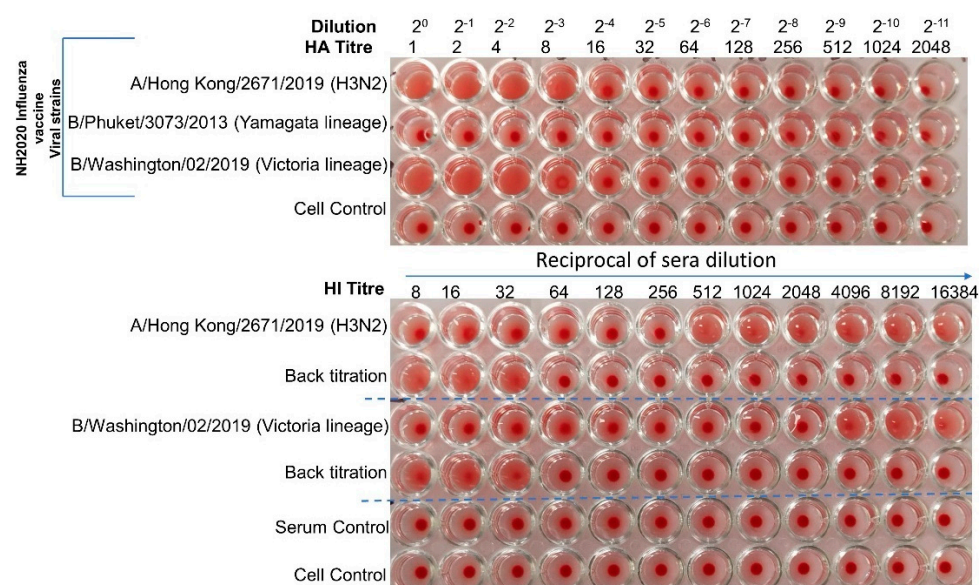 Dilution 2⁰ 2⁻¹ 2⁻² 2⁻³ 2⁻⁴ 2⁻⁵ 2⁻⁶ 2⁻⁷ 2⁻⁸ 2⁻⁹ 2⁻¹⁰ 2⁻¹¹
HA Titre 1 2 4 8 16 32 64 128 256 512 1024 2048
NH2020 Influenza
vaccine
Viral strains
A/Hong Kong/2671/2019 (H3N2)
B/Phuket/3073/2013 (Yamagata lineage)
B/Washington/02/2019 (Victoria lineage)
Cell Control
Reciprocal of sera dilution
HI Titre 8 16 32 64 128 256 512 1024 2048 4096 8192 16384
A/Hong Kong/2671/2019 (H3N2)
Back titration
B/Washington/02/2019 (Victoria lineage)
Back titration
Serum Control
Cell Control